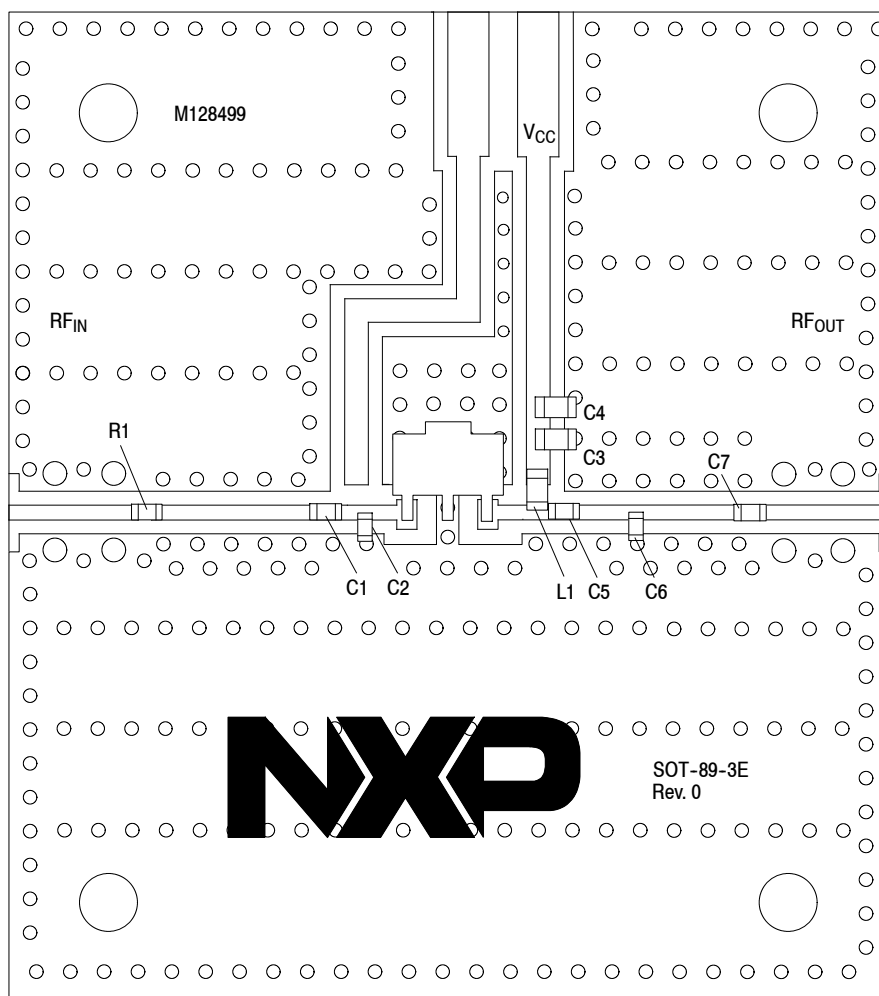 M128499
VCC
RFIN
RFOUT
C4
R1
C3
C7
C1
C2
L1
C5
C6
NXP
SOT-89-3E
Rev. 0